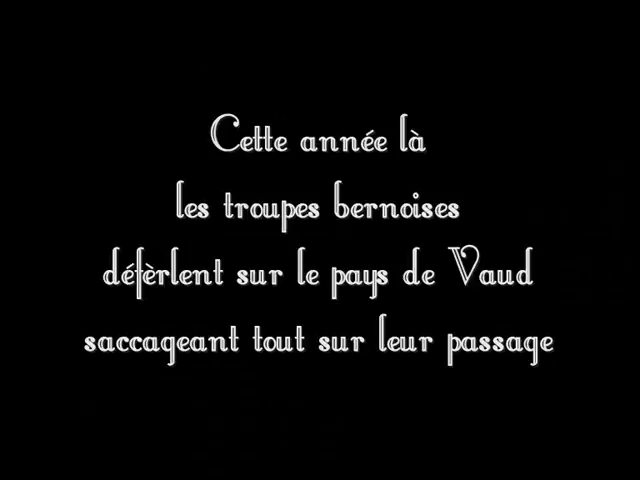 Cette année là
les troupes bernoises
défèrlent sur le pays de Vaud
saccageant tout sur leur passage